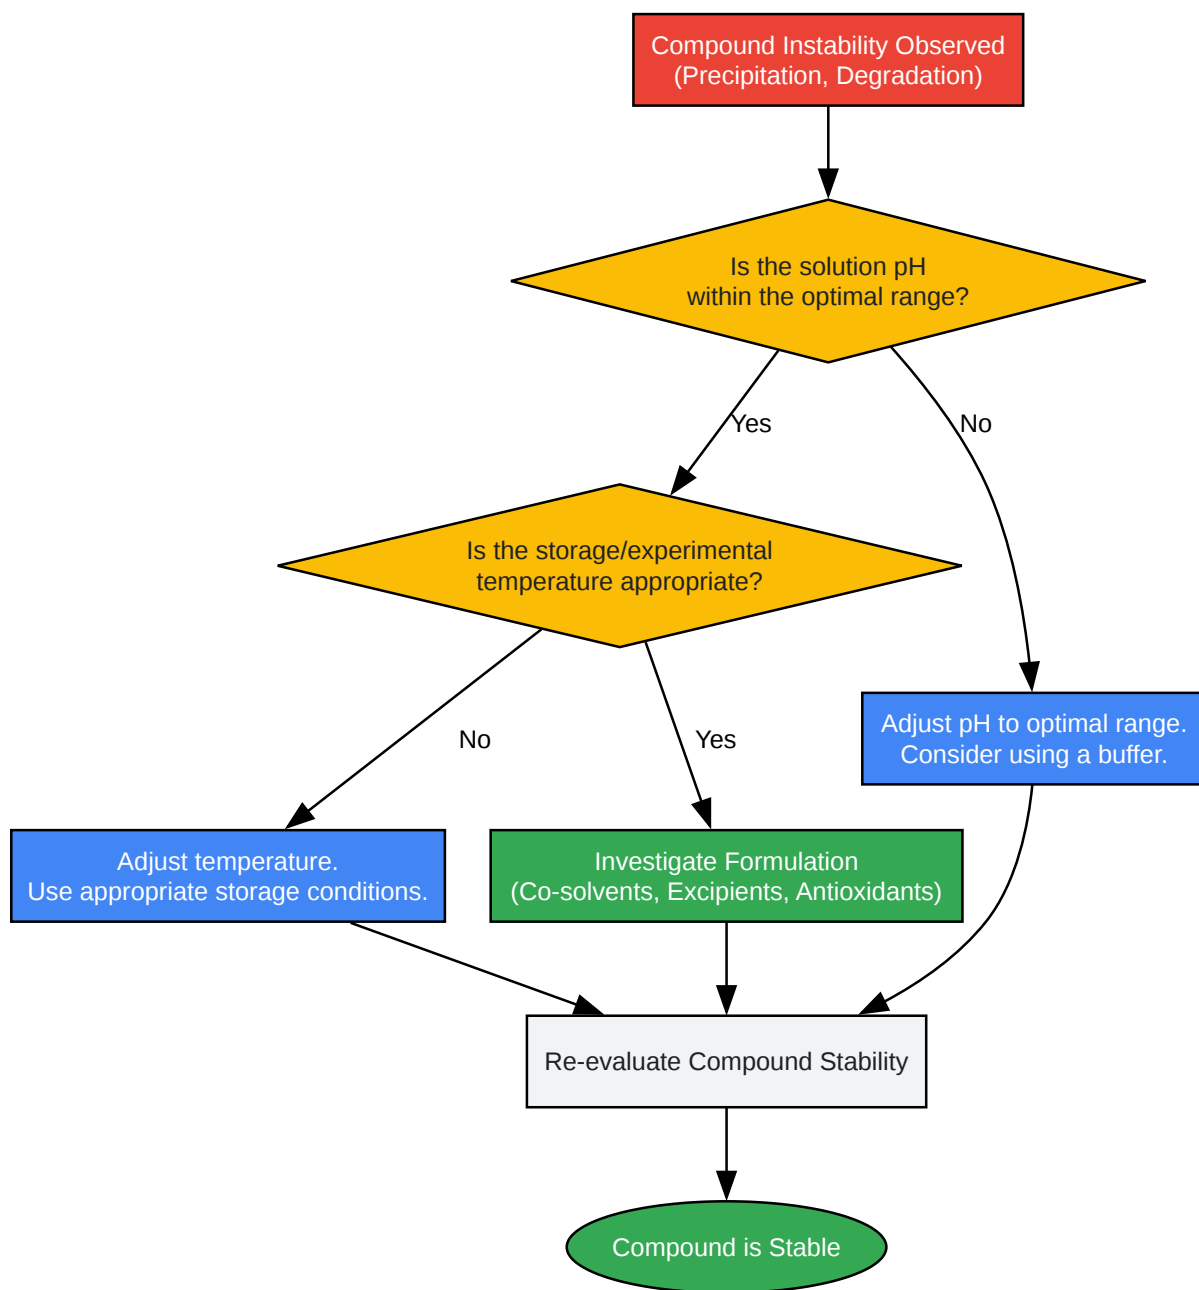 Compound Instability Observed
(Precipitation, Degradation)
Is the solution pH
within the optimal range?
Yes
No
Is the storage/experimental
temperature appropriate?
No
Yes
Adjust pH to optimal range.
Consider using a buffer.
Adjust temperature.
Use appropriate storage conditions.
Investigate Formulation
(Co-solvents, Excipients, Antioxidants)
Re-evaluate Compound Stability
Compound is Stable